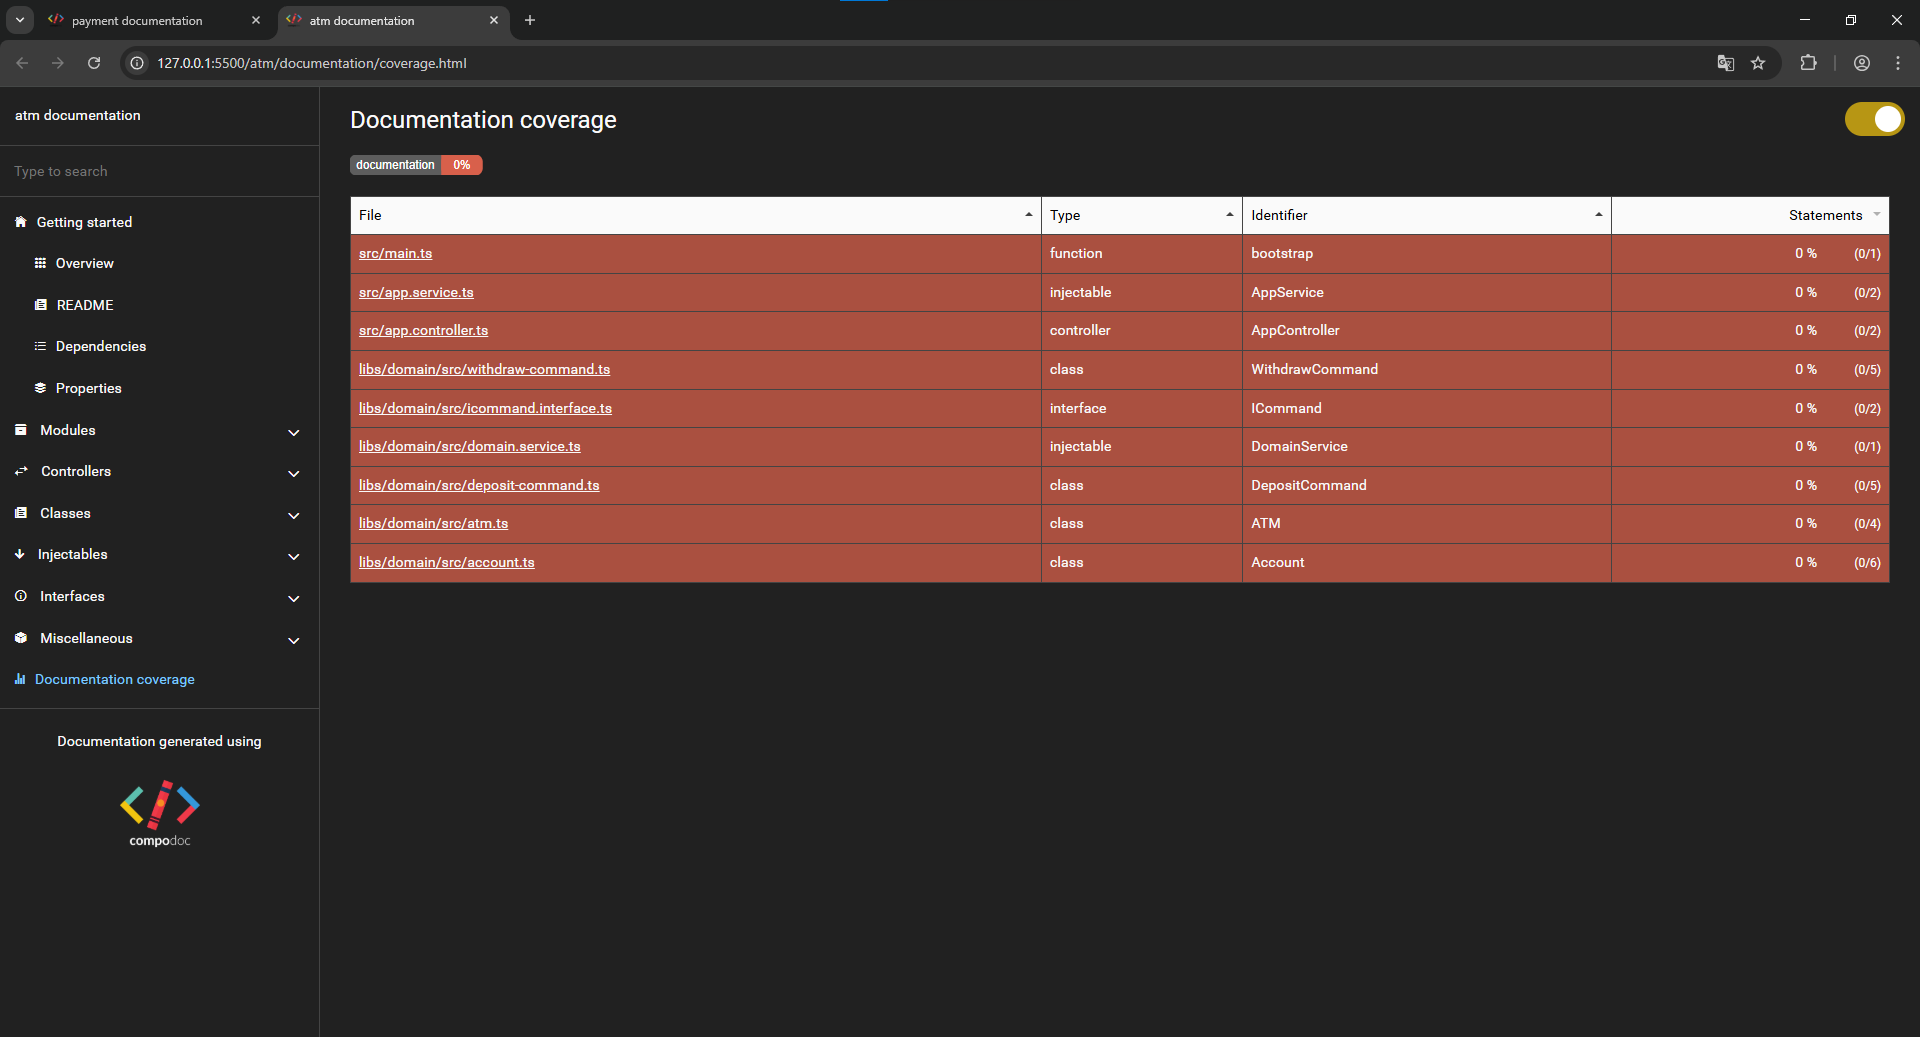 payment documentation
atm documentation
127.0.0.1:5500/atm/documentation/coverage.html
atm documentation
Type to search
Getting started
Overview
README
Dependencies
Properties
Modules
Controllers
Classes
Injectables
Interfaces
Miscellaneous
Documentation coverage
Documentation generated using
compodoc
Documentation coverage
documentation 0%
File Type Identifier Statements
src/main.ts function bootstrap 0 % (0/1)
src/app.service.ts injectable AppService 0 % (0/2)
src/app.controller.ts controller AppController 0 % (0/2)
libs/domain/src/withdraw-command.ts class WithdrawCommand 0 % (0/5)
libs/domain/src/icommand.interface.ts interface ICommand 0 % (0/2)
libs/domain/src/domain.service.ts injectable DomainService 0 % (0/1)
libs/domain/src/deposit-command.ts class DepositCommand 0 % (0/5)
libs/domain/src/atm.ts class ATM 0 % (0/4)
libs/domain/src/account.ts class Account 0 % (0/6)